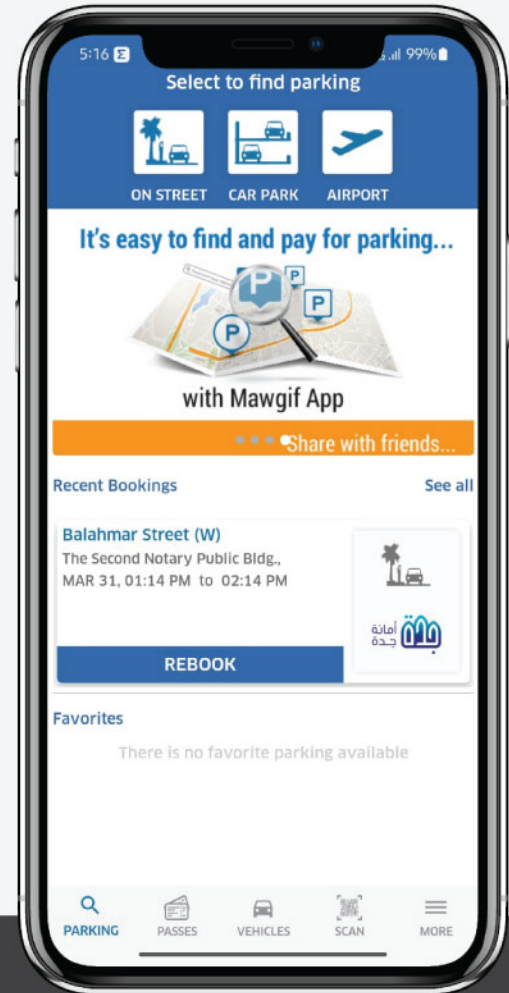 5:16
99%
Select to find parking
ON STREET
CAR PARK
AIRPORT
It's easy to find and pay for parking...
P
P
P
P
with Mawgif App
Share with friends...
Recent Bookings
See all
Balahmar Street (W)
The Second Notary Public Bldg.,
MAR 31, 01:14 PM to 02:14 PM
أمانة
جدة
جدة
REBOOK
Favorites
There is no favorite parking available
PARKING
PASSES
VEHICLES
SCAN
MORE